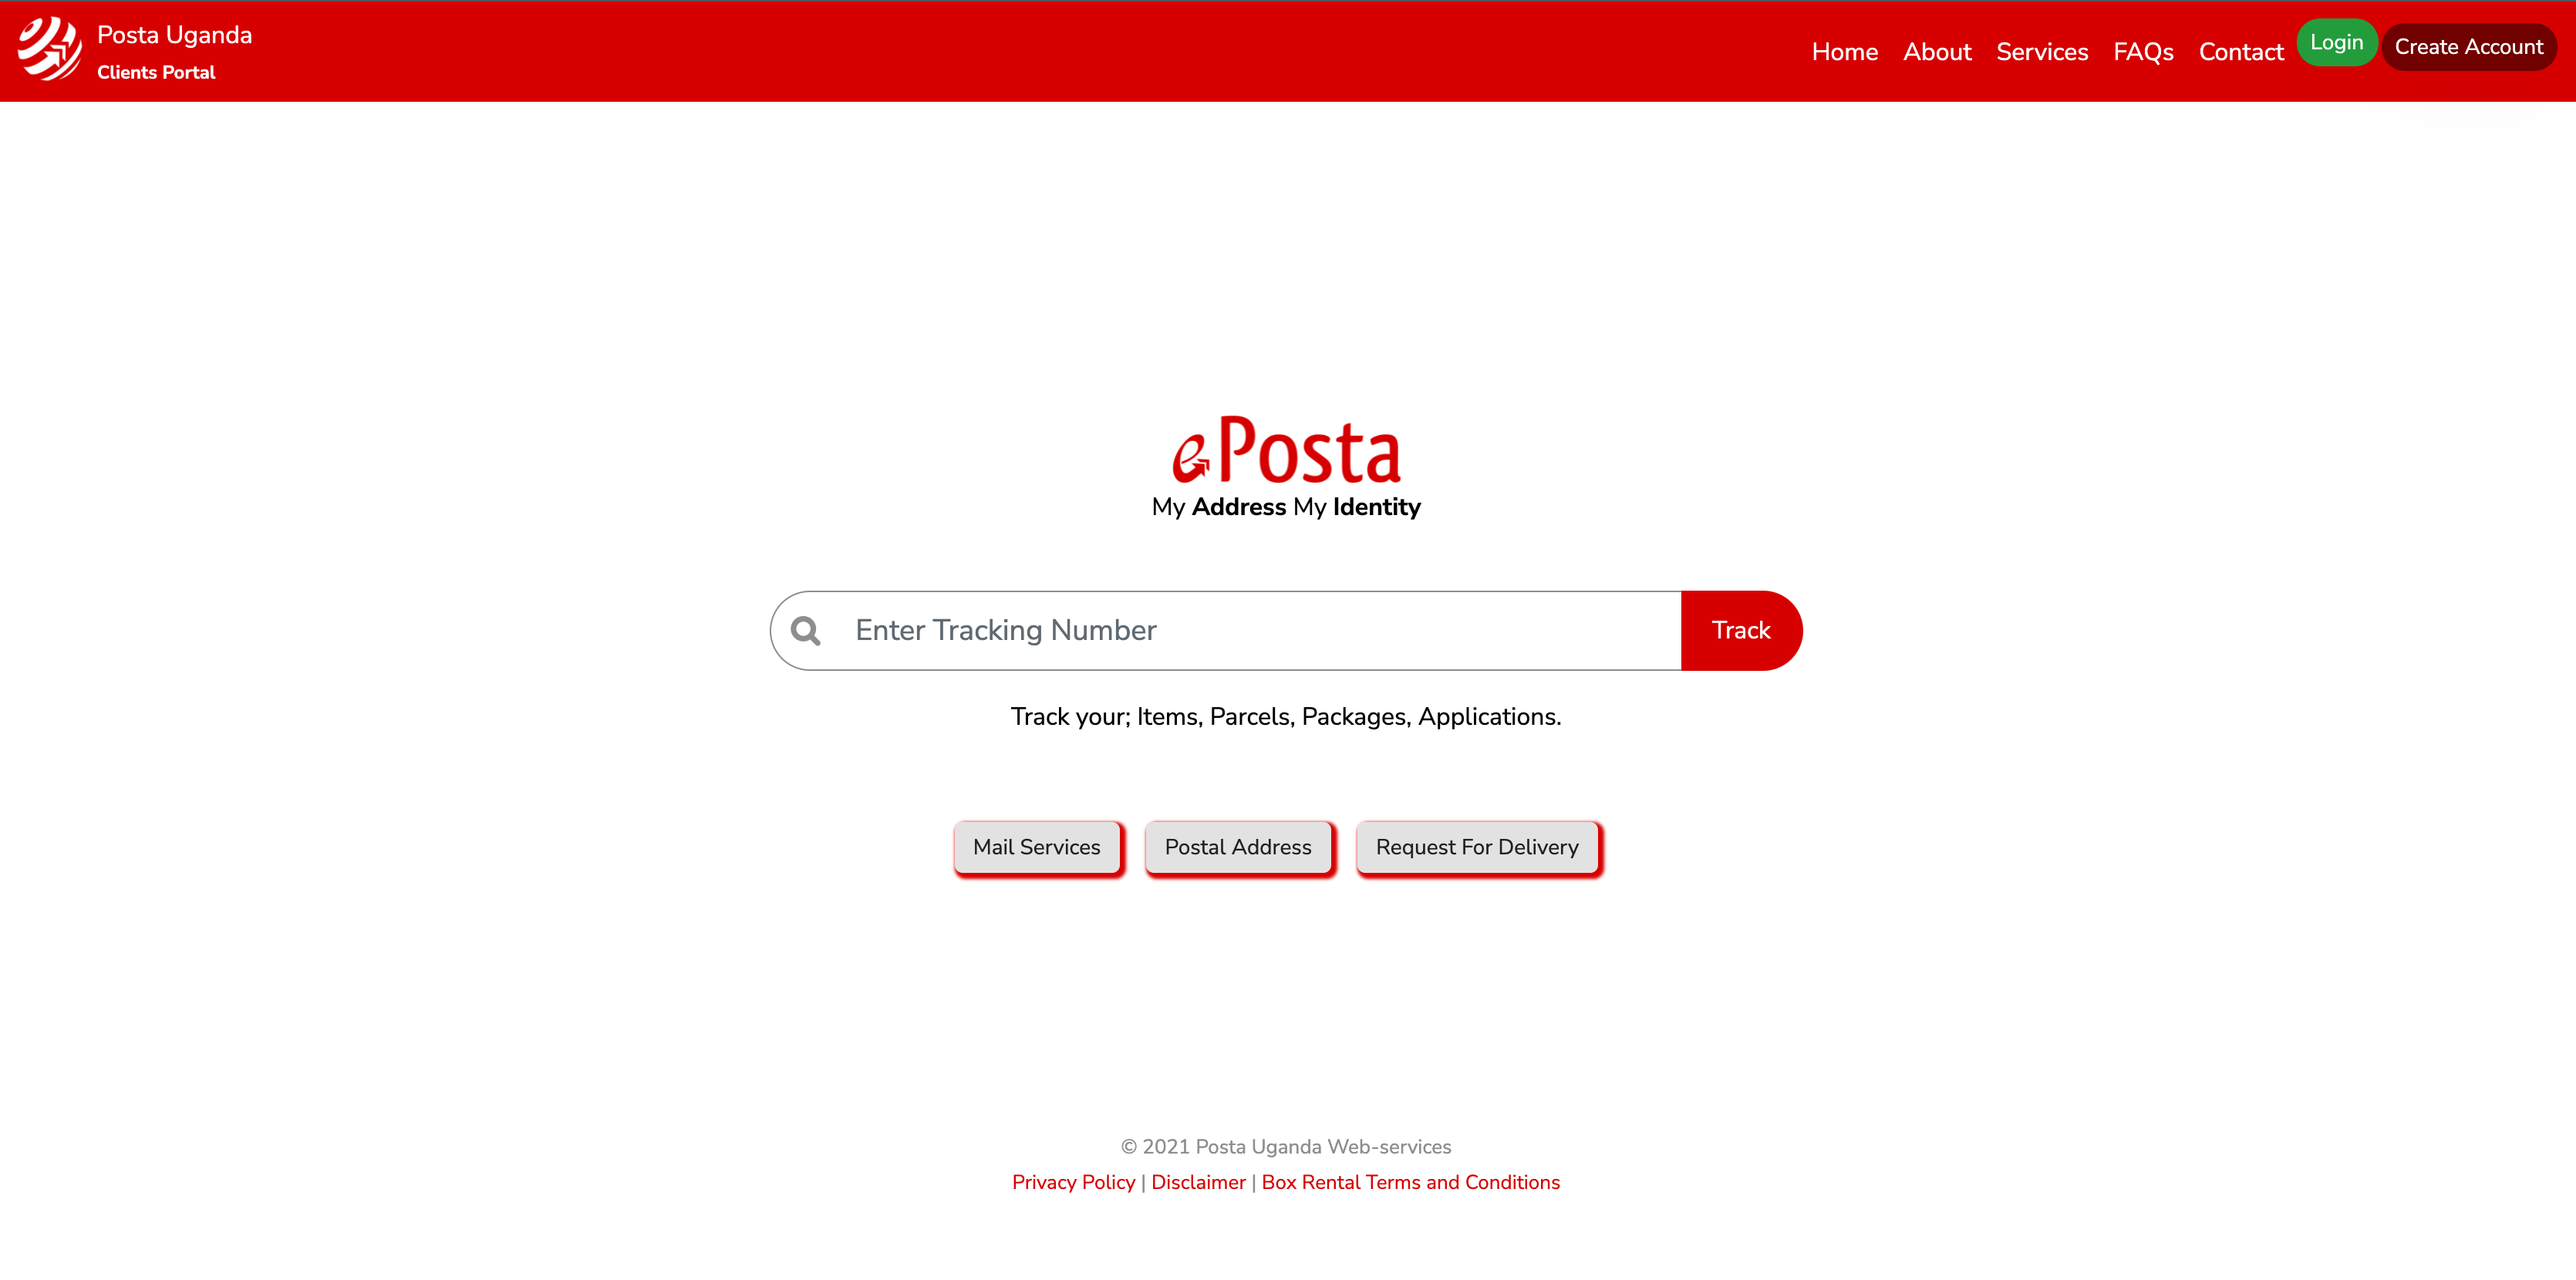 Posta Uganda
Clients Portal
Home About Services FAQs Contact Login Create Account
ePosta
My Address My Identity
Enter Tracking Number Track
Track your; Items, Parcels, Packages, Applications.
Mail Services Postal Address Request For Delivery
© 2021 Posta Uganda Web-services
Privacy Policy | Disclaimer | Box Rental Terms and Conditions